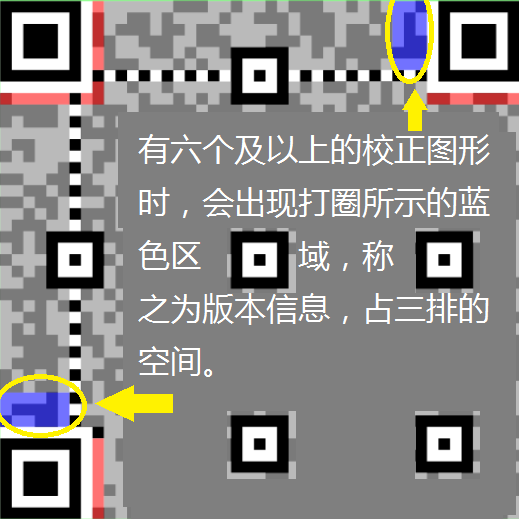 有六个及以上的校正图形
时，会出现打圈所示的蓝
色区 域，称
之为版本信息，占三排的
空间。